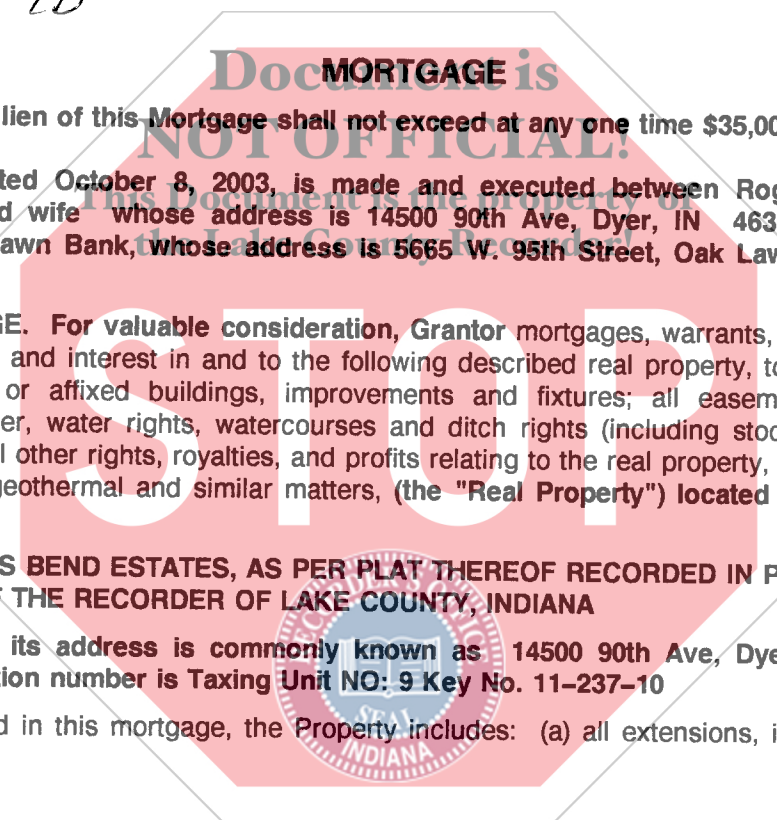 MORTGAGE
lien of this Mortgage shall not exceed at any one time $35,00
ted October 8, 2003, is made and executed between Rog
d wife whose address is 14500 90th Ave, Dyer, IN 463
awn Bank, whose address is 5665 W. 95th Street, Oak Law
GE. For valuable consideration, Grantor mortgages, warrants,
and interest in and to the following described real property, to
or affixed buildings, improvements and fixtures; all easem
er, water rights, watercourses and ditch rights (including stoc
l other rights, royalties, and profits relating to the real property,
geothermal and similar matters, (the "Real Property") located
S BEND ESTATES, AS PER PLAT THEREOF RECORDED IN P
THE RECORDER OF LAKE COUNTY, INDIANA
its address is commonly known as 14500 90th Ave, Dye
tion number is Taxing Unit NO: 9 Key No. 11–237–10
d in this mortgage, the Property includes: (a) all extensions, i
Document is
NOT OFFICIAL!
This Document is the property of
the Lake County Recorder!
STOP
RECORDER'S OFFICE
SEAL
INDIANA